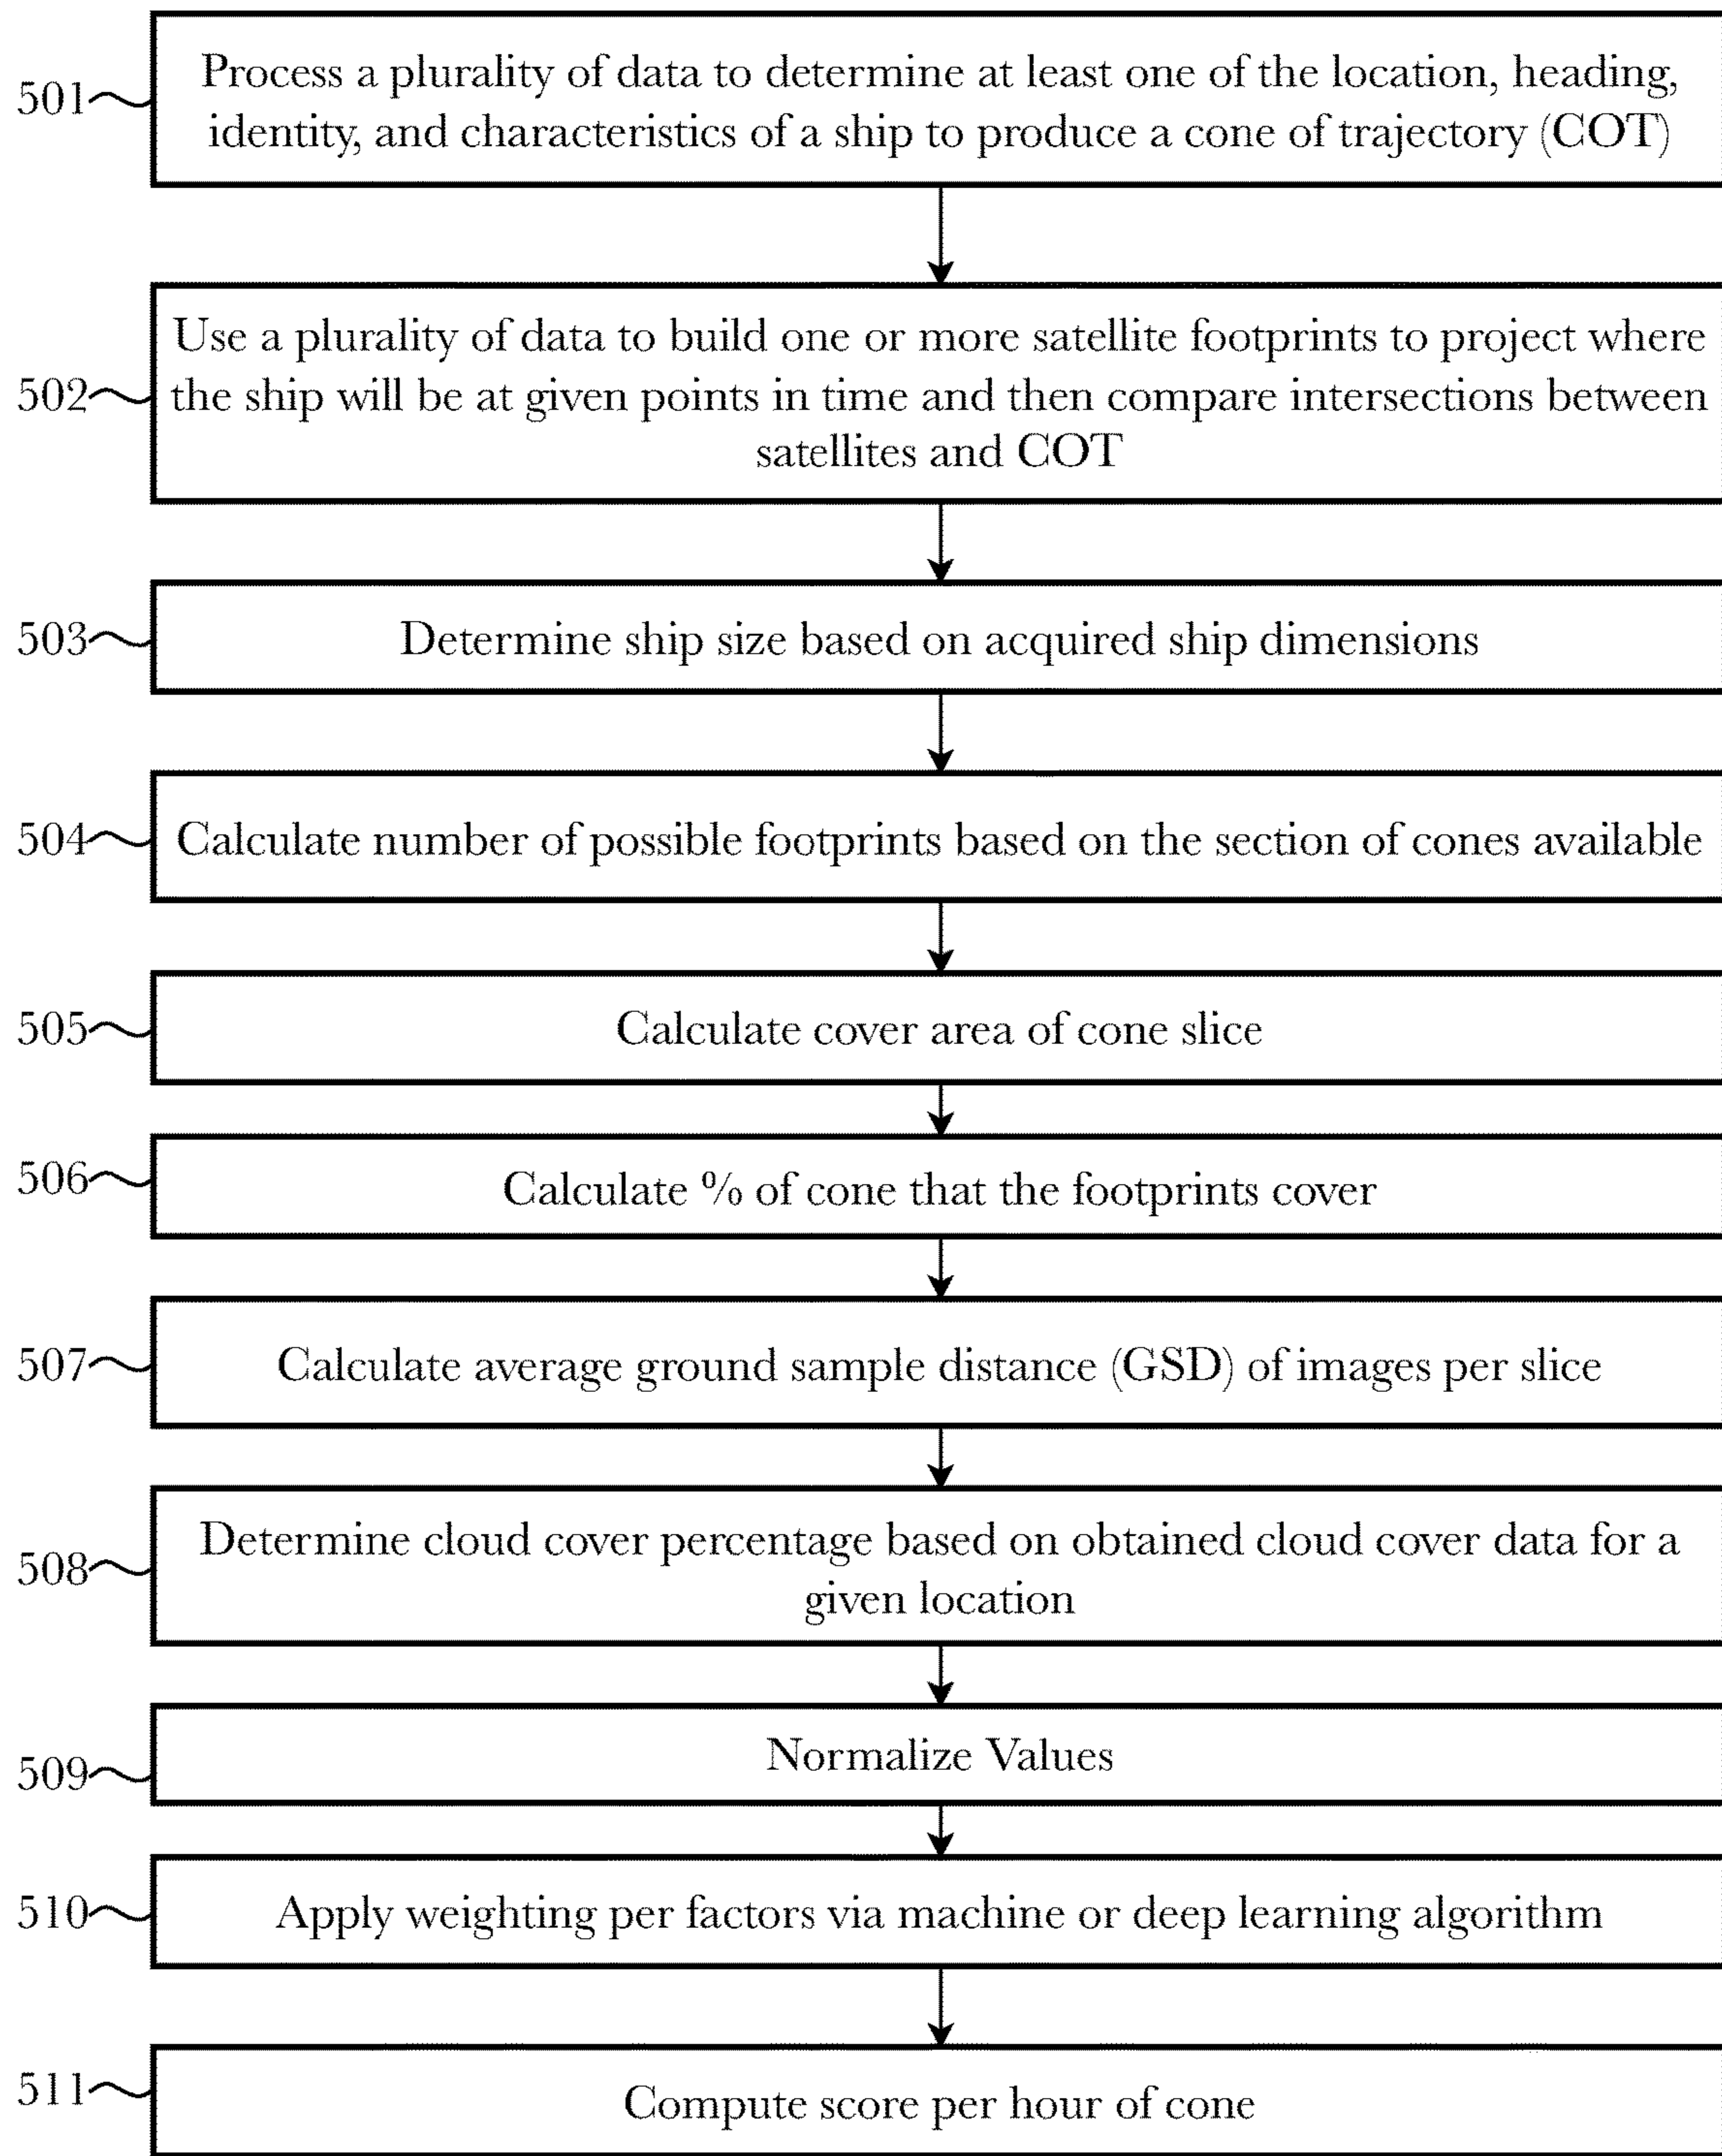 501
Process a plurality of data to determine at least one of the location, heading,
identity, and characteristics of a ship to produce a cone of trajectory (COT)
502
Use a plurality of data to build one or more satellite footprints to project where
the ship will be at given points in time and then compare intersections between
satellites and COT
503
Determine ship size based on acquired ship dimensions
504
Calculate number of possible footprints based on the section of cones available
505
Calculate cover area of cone slice
506
Calculate % of cone that the footprints cover
507
Calculate average ground sample distance (GSD) of images per slice
508
Determine cloud cover percentage based on obtained cloud cover data for a
given location
509
Normalize Values
510
Apply weighting per factors via machine or deep learning algorithm
511
Compute score per hour of cone